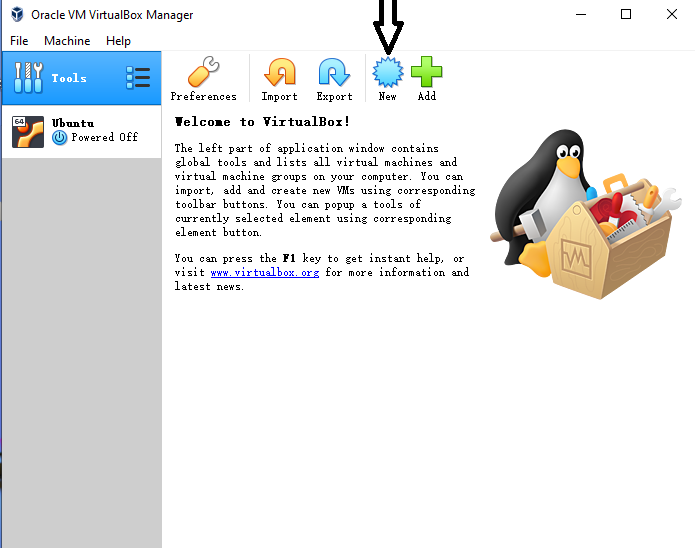 Oracle VM VirtualBox Manager
File Machine Help
Tools
Preferences Import Export New Add
64
Ubuntu
Powered Off
Welcome to VirtualBox!
The left part of application window contains
global tools and lists all virtual machines and
virtual machine groups on your computer. You can
import, add and create new VMs using corresponding
toolbar buttons. You can popup a tools of
currently selected element using corresponding
element button.
You can press the F1 key to get instant help, or
visit www.virtualbox.org for more information and
latest news.